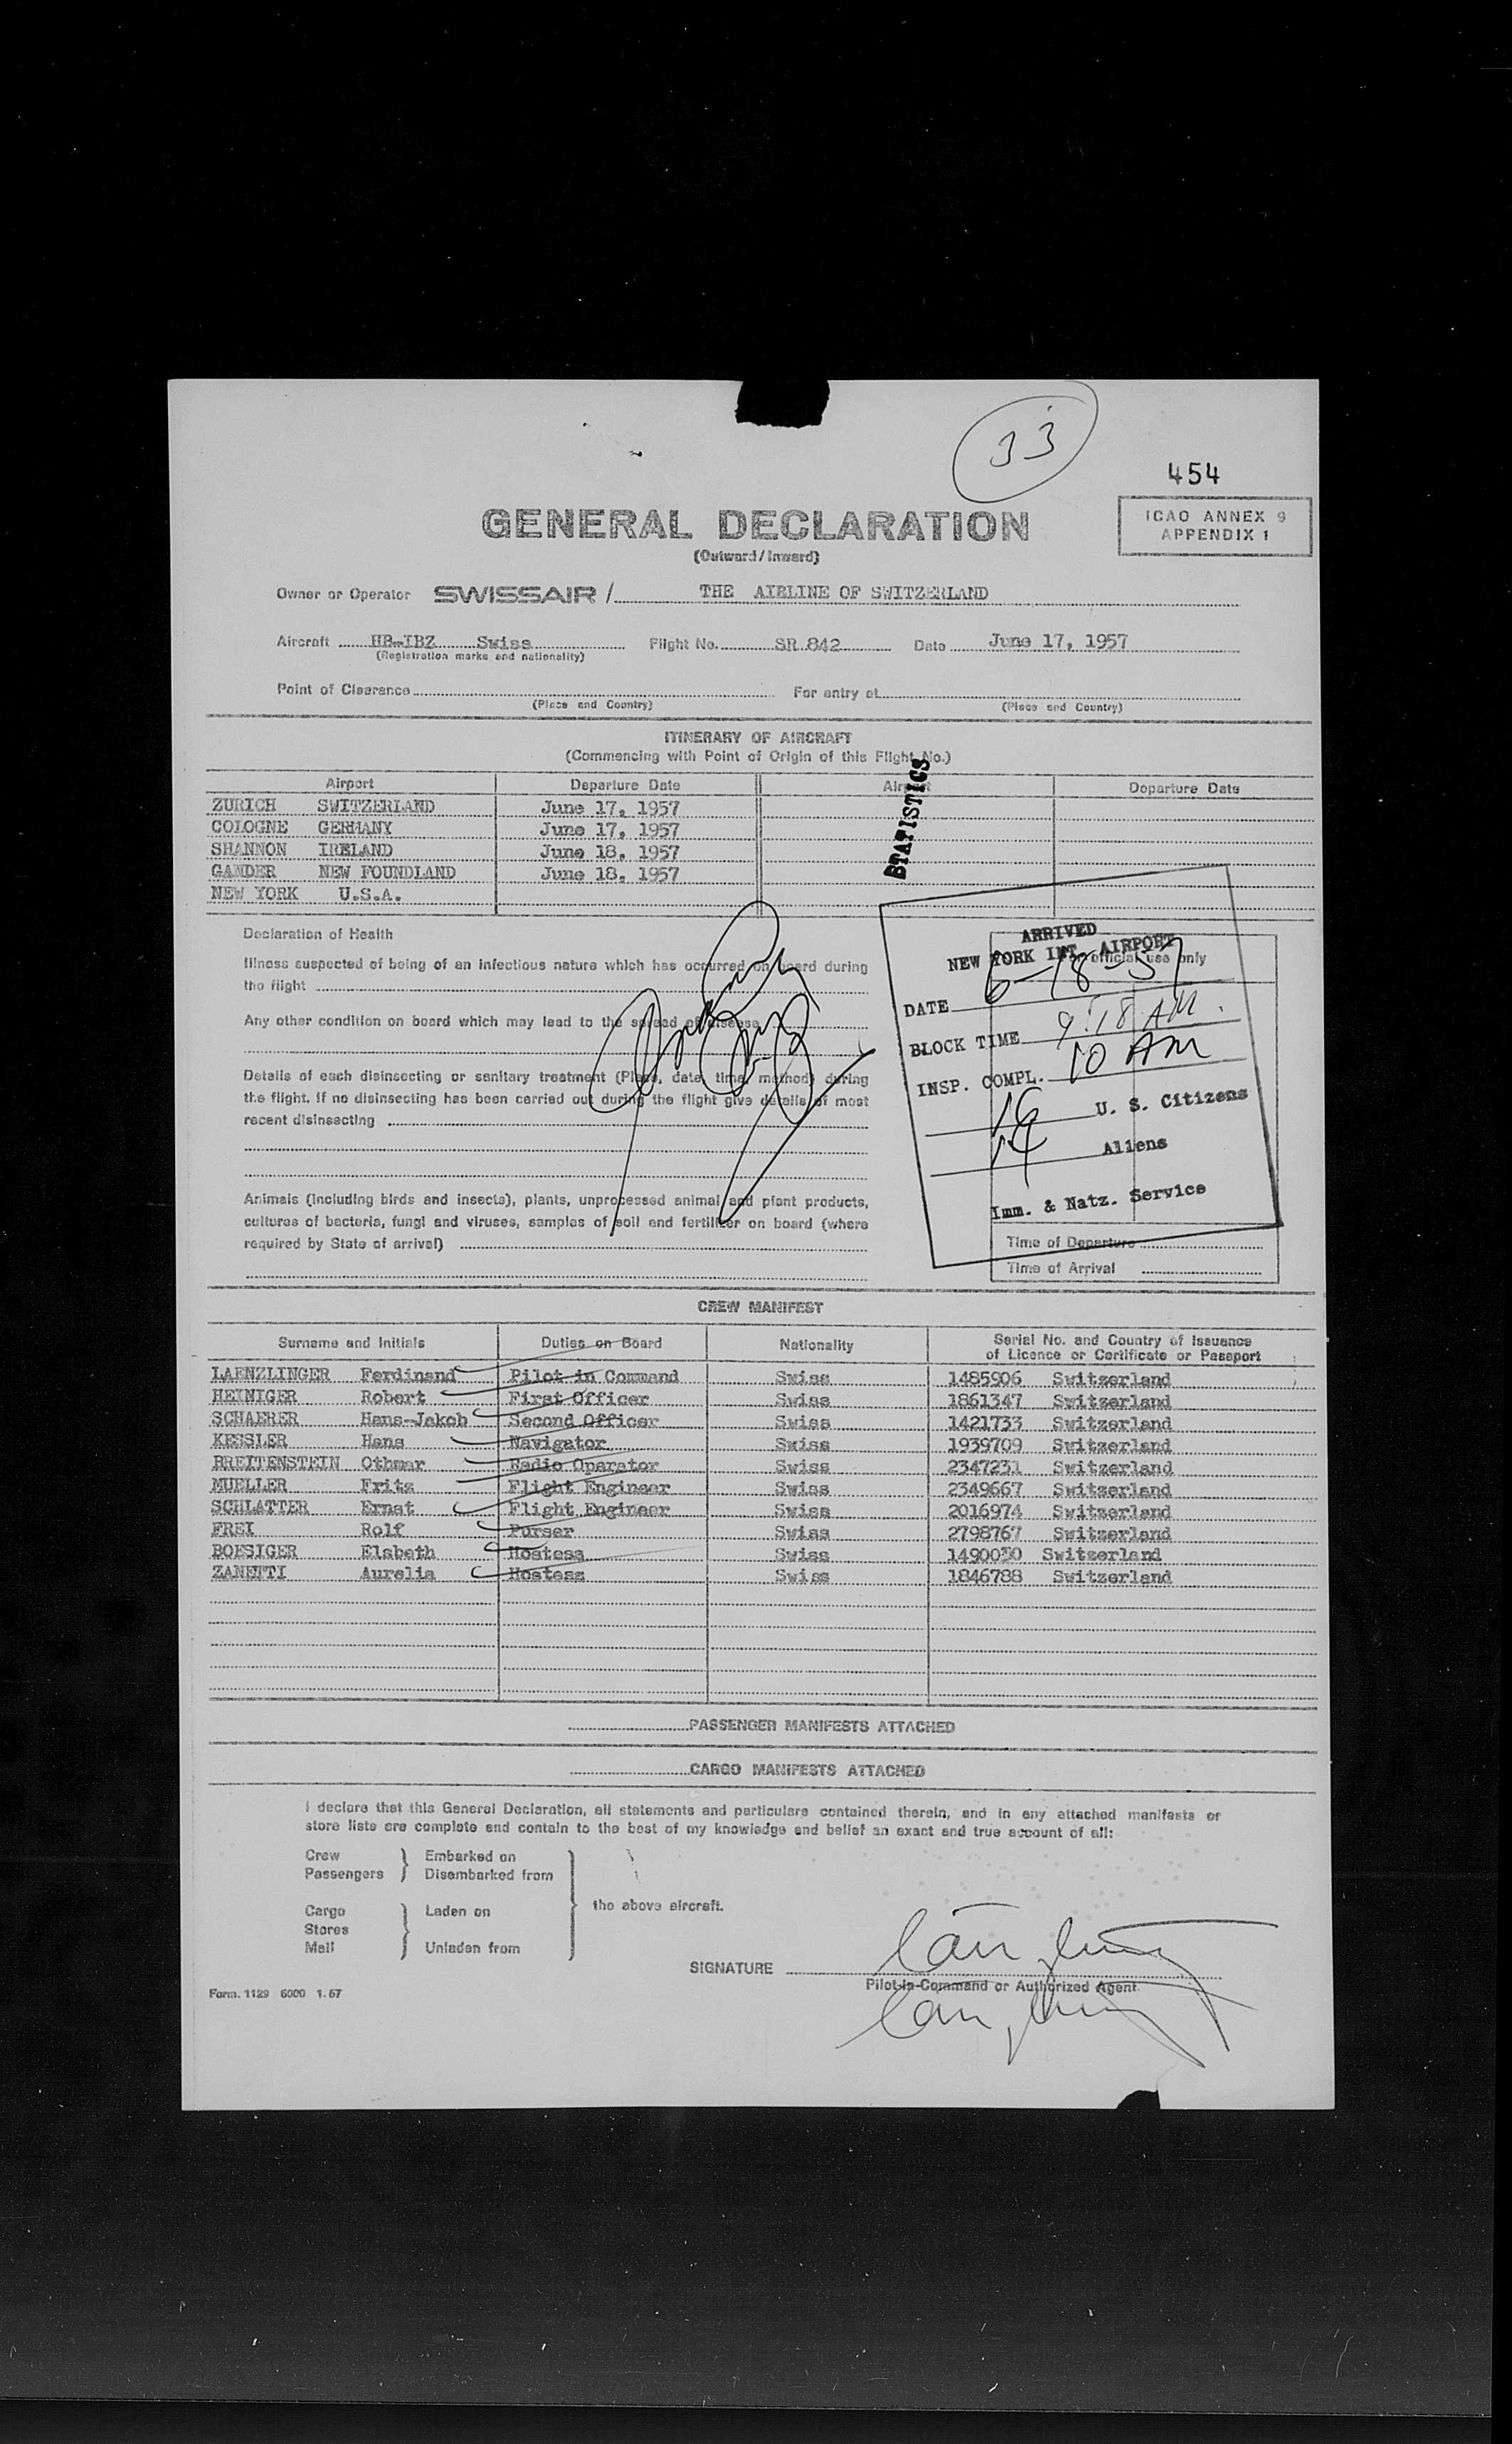 33
454
GENERAL DECLARATION
(Outward/Inward)
ICAO ANNEX 9
APPENDIX 1
Owner or Operator SWISSAIR / THE AIRLINE OF SWITZERLAND
Aircraft HB-IBZ Swiss Flight No. SR 842 Date June 17, 1957
(Registration marks and nationality)
Point of Clearance For entry at
(Place and Country) (Place and Country)
ITINERARY OF AIRCRAFT
(Commencing with Point of Origin of this Flight No.)
Airport Departure Date Airport Departure Date
ZURICH SWITZERLAND June 17, 1957
COLOGNE GERMANY June 17, 1957
SHANNON IRELAND June 18, 1957
GANDER NEW FOUNDLAND June 18, 1957
NEW YORK U.S.A.
STATISTICS
Declaration of Health
Illness suspected of being of an infectious nature which has occurred on board during
the flight
Any other condition on board which may lead to the spread of disease
Details of each disinsecting or sanitary treatment (Place, date, time, method) during
the flight. If no disinsecting has been carried out during the flight give details of most
recent disinsecting
Animals (including birds and insects), plants, unprocessed animal and plant products,
cultures of bacteria, fungi and viruses, samples of soil and fertilizer on board (where
required by State of arrival)
ARRIVED
NEW YORK INT. AIRPORT
official use only
DATE 6-18-57
BLOCK TIME 9:18 AM.
INSP. COMPL. 10 AM
16 U. S. Citizens
14 Aliens
Imm. & Natz. Service
Time of Departure
Time of Arrival
CREW MANIFEST
Surname and Initials Duties on Board Nationality Serial No. and Country of Issuance
of Licence or Certificate or Passport
LAENZLINGER Ferdinand Pilot in Command Swiss 1485906 Switzerland
HEINIGER Robert First Officer Swiss 1861347 Switzerland
SCHAERER Hans-Jakob Second Officer Swiss 1421733 Switzerland
KESSLER Hans Navigator Swiss 1939709 Switzerland
BREITENSTEIN Othmar Radio Operator Swiss 2347231 Switzerland
MUELLER Fritz Flight Engineer Swiss 2349667 Switzerland
SCHLATTER Ernst Flight Engineer Swiss 2016974 Switzerland
FREI Rolf Purser Swiss 2798767 Switzerland
BOESIGER Elsbeth Hostess Swiss 1490030 Switzerland
ZANETTI Aurelia Hostess Swiss 1846788 Switzerland
PASSENGER MANIFESTS ATTACHED
CARGO MANIFESTS ATTACHED
I declare that this General Declaration, all statements and particulars contained therein, and in any attached manifests or
store lists are complete and contain to the best of my knowledge and belief an exact and true account of all:
Crew Embarked on
Passengers Disembarked from
the above aircraft.
Cargo Laden on
Stores
Mail Unladen from
SIGNATURE
Pilot-in-Command or Authorized Agent
Form. 1129 6000 1.57